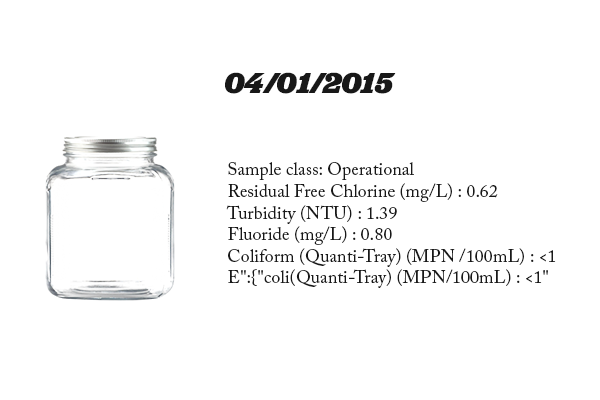 04/01/2015
Sample class: Operational
Residual Free Chlorine (mg/L) : 0.62
Turbidity (NTU) : 1.39
Fluoride (mg/L) : 0.80
Coliform (Quanti-Tray) (MPN /100mL) : <1
E":{"coli(Quanti-Tray) (MPN/100mL) : <1"